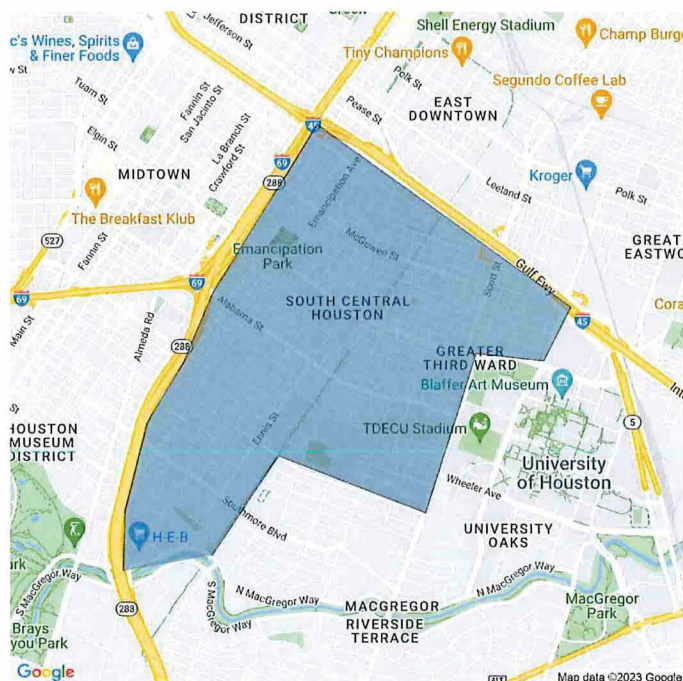 DISTRICT
Jefferson St
Shell Energy Stadium
Champ Burge
c's Wines, Spirits
& Finer Foods
Tiny Champions
Polk St
Segundo Coffee Lab
Tuam St
Fannin St
San Jacinto St
Pease St
EAST
DOWNTOWN
Elgin St
La Branch St
Crawford St
45
69
288
MIDTOWN
Emancipation Ave
Leeland St
Kroger
Polk St
The Breakfast Klub
527
Fannin St
McGowen St
Emancipation
Park
GREAT
EASTWO
69
69
Gulf Fwy
Scott St
SOUTH CENTRAL
HOUSTON
Cora
Main St
Almeda Rd
288
Alabama St
45
GREATER
THIRD WARD
Int
Blaffer Art Museum
HOUSTON
MUSEUM
DISTRICT
Ennis St
TDECU Stadium
5
University
of Houston
Wheeler Ave
Southmore Blvd
UNIVERSITY
OAKS
H-E-B
ark
S MacGregor Way
N MacGregor Way
N MacGregor Way
S MacGregor Way
288
MACGREGOR
RIVERSIDE
TERRACE
MacGregor
Park
Brays
you Park
Google
Map data ©2023 Google